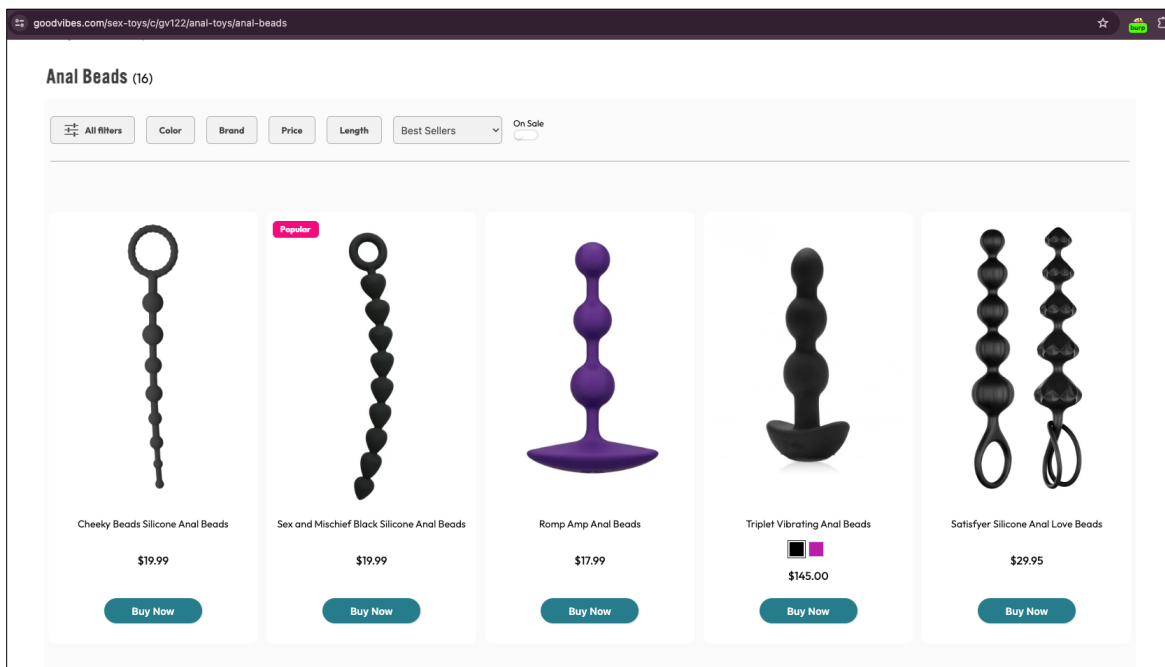 goodvibes.com/sex-toys/c/gv122/anal-toys/anal-beads
burp
Anal Beads (16)
All filters
Color
Brand
Price
Length
Best Sellers
On Sale
Popular
Cheeky Beads Silicone Anal Beads
$19.99
Buy Now
Sex and Mischief Black Silicone Anal Beads
$19.99
Buy Now
Romp Amp Anal Beads
$17.99
Buy Now
Triplet Vibrating Anal Beads
$145.00
Buy Now
Satisfyer Silicone Anal Love Beads
$29.95
Buy Now